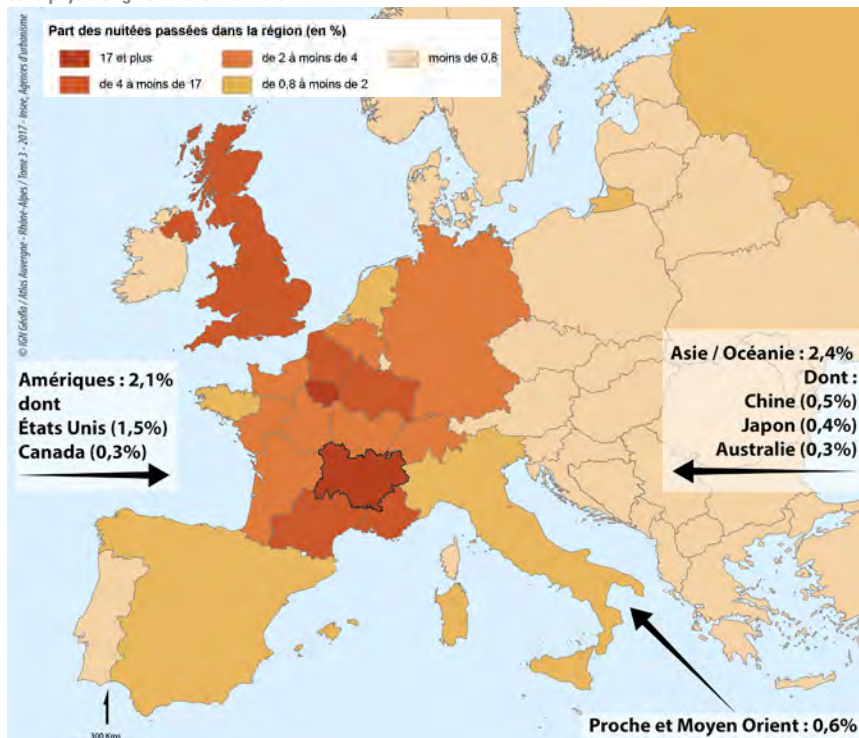 Part des nuitées passées dans la région (en %)
17 et plus
de 2 à moins de 4
moins de 0,8
de 4 à moins de 17
de 0,8 à moins de 2
© IGN Géofla / Atlas Auvergne - Rhône-Alpes / Tome 3 - 2017 - Insee, Agences d'urbanisme
Amériques : 2,1%
dont
États Unis (1,5%)
Canada (0,3%)
Asie / Océanie : 2,4%
Dont :
Chine (0,5%)
Japon (0,4%)
Australie (0,3%)
Proche et Moyen Orient : 0,6%
300 Kms